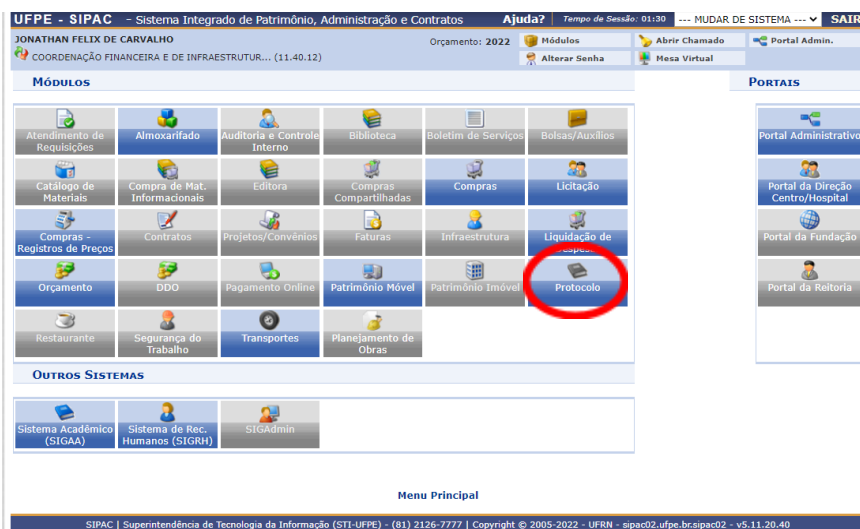 UFPE - SIPAC - Sistema Integrado de Patrimônio, Administração e Contratos Ajuda? Tempo de Sessão: 01:30 --- MUDAR DE SISTEMA --- SAIR
JONATHAN FELIX DE CARVALHO Orçamento: 2022 Módulos Abrir Chamado Portal Admin.
COORDENAÇÃO FINANCEIRA E DE INFRAESTRUTUR... (11.40.12) Alterar Senha Mesa Virtual
MÓDULOS PORTAIS
Atendimento de Requisições Almoxarifado Auditoria e Controle Interno Biblioteca Boletim de Serviços Bolsas/Auxílios Portal Administrativo
Catálogo de Materiais Compra de Mat. Informacionais Editora Compras Compartilhadas Compras Licitação Portal da Direção Centro/Hospital
Compras - Registros de Preços Contratos Projetos/Convênios Faturas Infraestrutura Liquidação de Portal da Fundação
Orçamento DDO Pagamento Online Patrimônio Móvel Patrimônio Imóvel Protocolo Portal da Reitoria
Restaurante Segurança do Trabalho Transportes Planejamento de Obras
OUTROS SISTEMAS
Sistema Acadêmico (SIGAA) Sistema de Rec. Humanos (SIGRH) SIGAdmin
Menu Principal
SIPAC | Superintendência de Tecnologia da Informação (STI-UFPE) - (81) 2126-7777 | Copyright © 2005-2022 - UFRN - sipac02.ufpe.br.sipac02 - v5.11.20.40